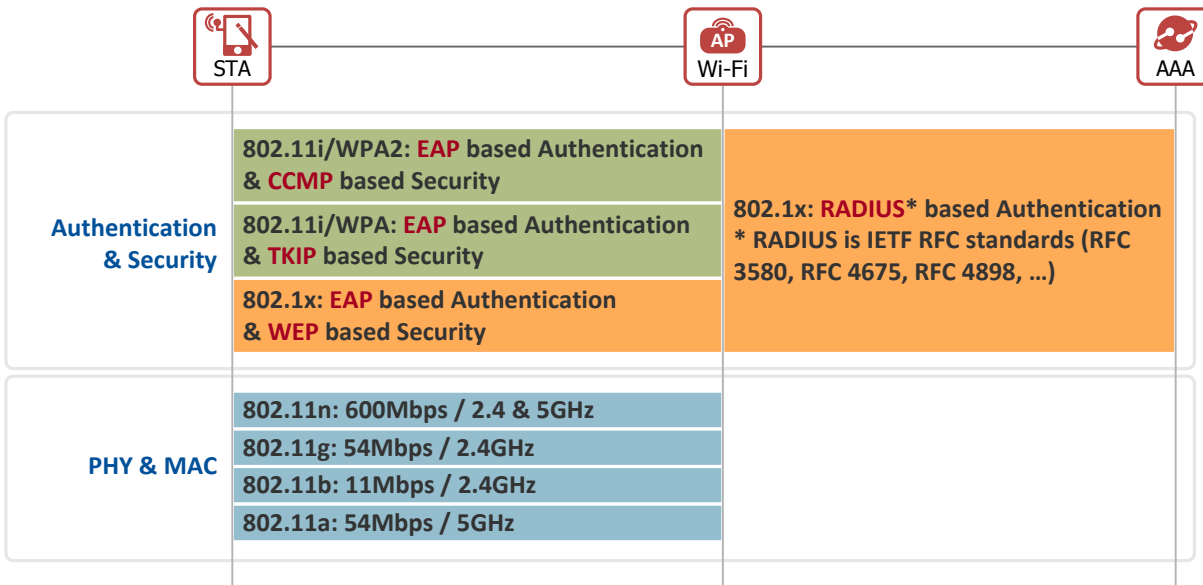 STA
AP
Wi-Fi
AAA
Authentication
& Security
802.11i/WPA2: EAP based Authentication
& CCMP based Security
802.11i/WPA: EAP based Authentication
& TKIP based Security
802.1x: EAP based Authentication
& WEP based Security
802.1x: RADIUS* based Authentication
* RADIUS is IETF RFC standards (RFC
3580, RFC 4675, RFC 4898, …)
PHY & MAC
802.11n: 600Mbps / 2.4 & 5GHz
802.11g: 54Mbps / 2.4GHz
802.11b: 11Mbps / 2.4GHz
802.11a: 54Mbps / 5GHz